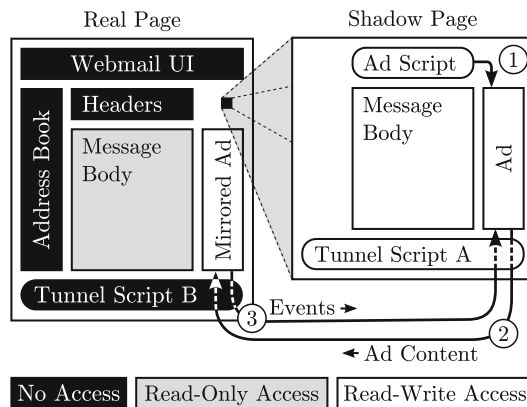 Real Page
Shadow Page
Webmail UI
Ad Script
1
Address Book
Headers
Message
Body
Mirrored Ad
Message
Body
Ad
Tunnel Script A
Tunnel Script B
3
Events
2
Ad Content
No Access
Read-Only Access
Read-Write Access